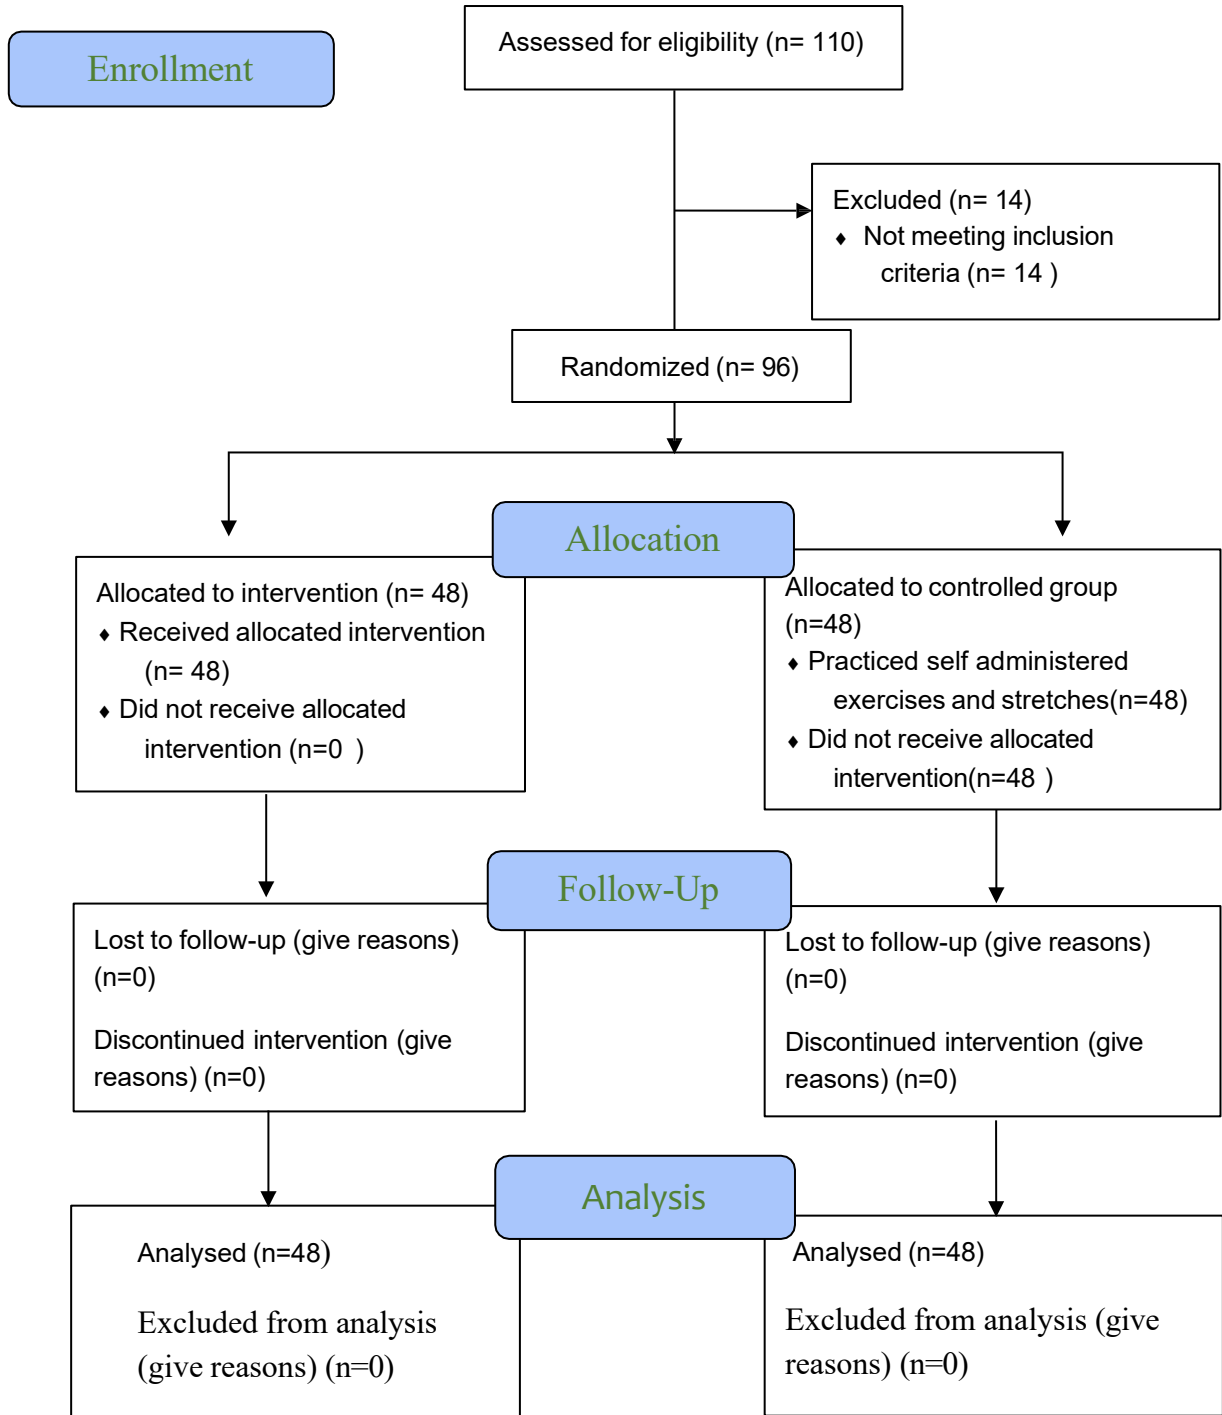 Assessed for eligibility (n= 110)
Enrollment
Excluded (n= 14)
♦ Not meeting inclusion
criteria (n= 14 )
Randomized (n= 96)
Allocation
Allocated to intervention (n= 48)
♦ Received allocated intervention
(n= 48)
♦ Did not receive allocated
intervention (n=0 )
Allocated to controlled group
(n=48)
♦ Practiced self administered
exercises and stretches(n=48)
♦ Did not receive allocated
intervention(n=48 )
Follow-Up
Lost to follow-up (give reasons)
(n=0)
Discontinued intervention (give
reasons) (n=0)
Lost to follow-up (give reasons)
(n=0)
Discontinued intervention (give
reasons) (n=0)
Analysis
Analysed (n=48)
Excluded from analysis
(give reasons) (n=0)
Analysed (n=48)
Excluded from analysis (give
reasons) (n=0)